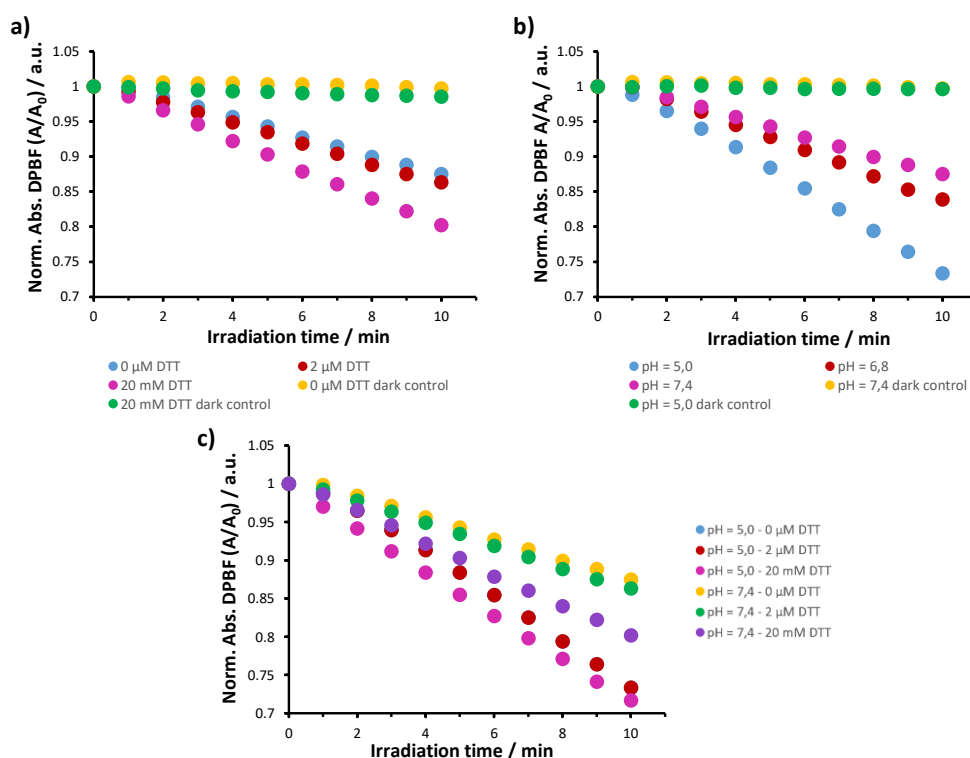 a)
Norm. Abs. DPBF (A/A₀) / a.u.
1.05
1
0.95
0.9
0.85
0.8
0.75
0.7
0 2 4 6 8 10
Irradiation time / min
0 µM DTT 2 µM DTT
20 mM DTT 0 µM DTT dark control
20 mM DTT dark control
b)
Norm. Abs. DPBF A/A₀ / a.u.
1.05
1
0.95
0.9
0.85
0.8
0.75
0.7
0 2 4 6 8 10
Irradiation time / min
pH = 5,0 pH = 6,8
pH = 7,4 pH = 7,4 dark control
pH = 5,0 dark control
c)
Norm. Abs. DPBF (A/A₀) / a.u.
1.05
1
0.95
0.9
0.85
0.8
0.75
0.7
0 2 4 6 8 10
Irradiation time / min
pH = 5,0 - 0 µM DTT
pH = 5,0 - 2 µM DTT
pH = 5,0 - 20 mM DTT
pH = 7,4 - 0 µM DTT
pH = 7,4 - 2 µM DTT
pH = 7,4 - 20 mM DTT